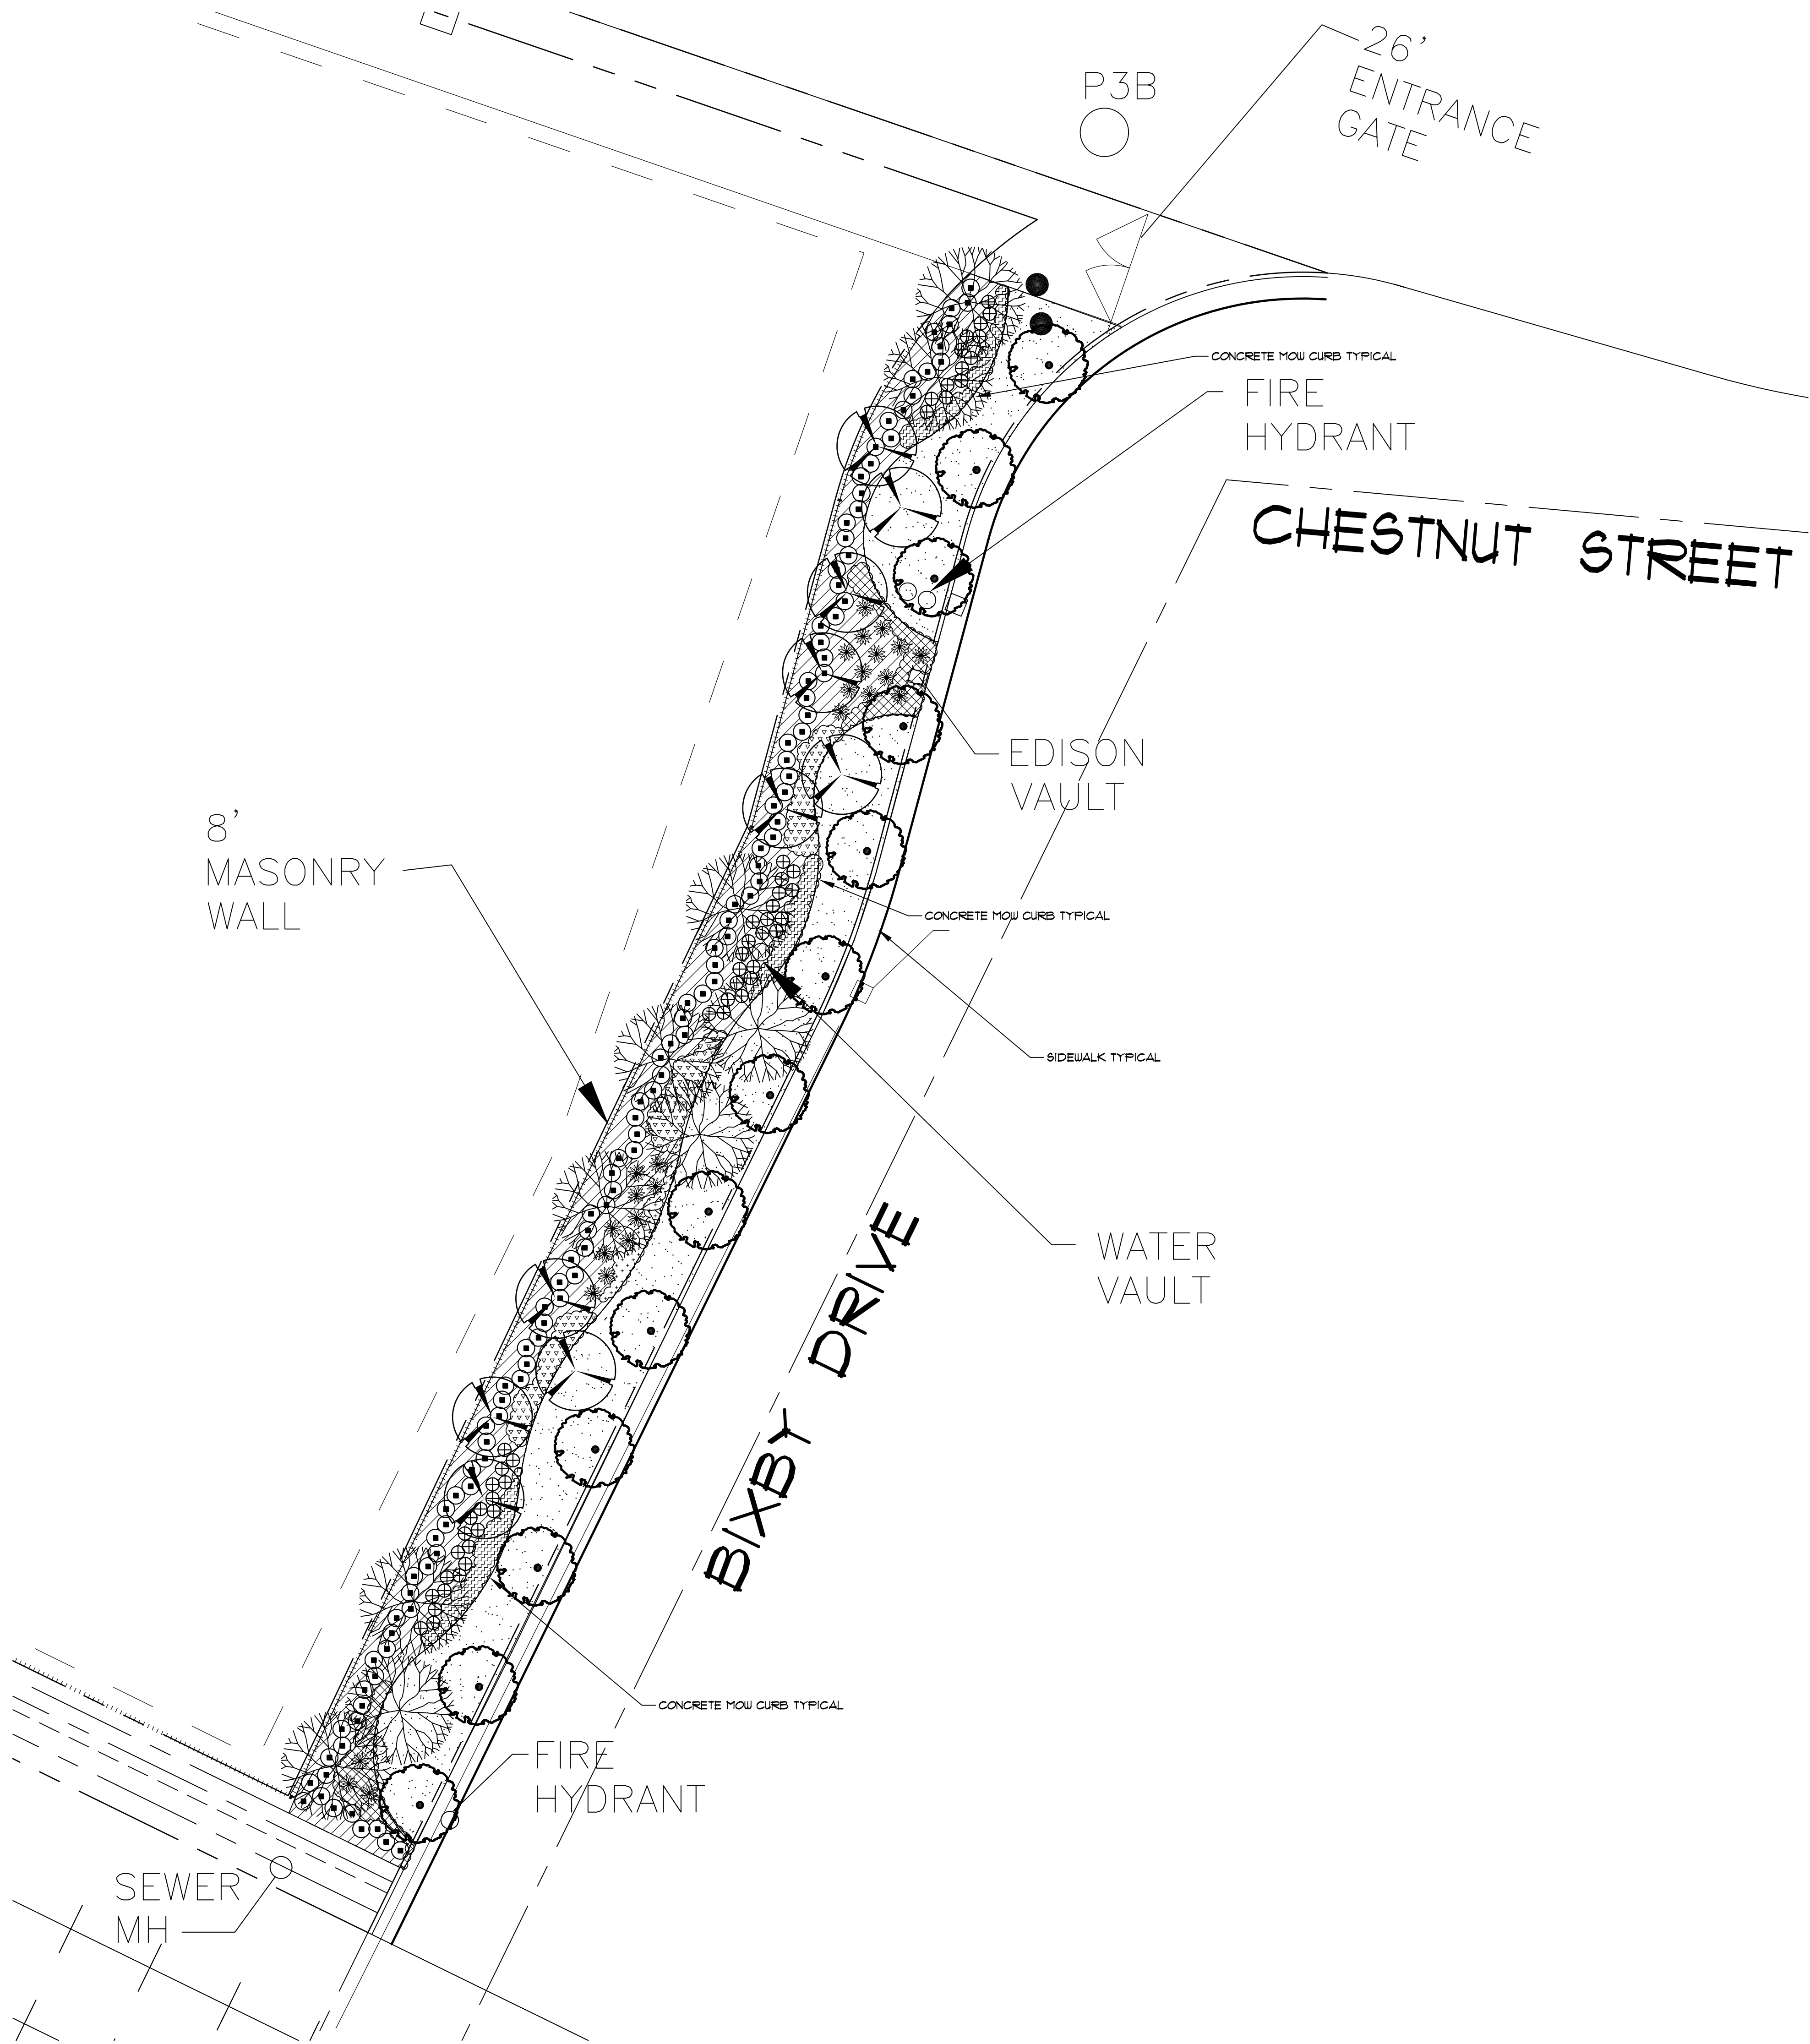 26'
ENTRANCE
GATE
P3B
CONCRETE MOW CURB TYPICAL
FIRE
HYDRANT
CHESTNUT STREET
EDISON
VAULT
8'
MASONRY
WALL
CONCRETE MOW CURB TYPICAL
SIDEWALK TYPICAL
WATER
VAULT
BIXBY DRIVE
CONCRETE MOW CURB TYPICAL
FIRE
HYDRANT
SEWER
MH